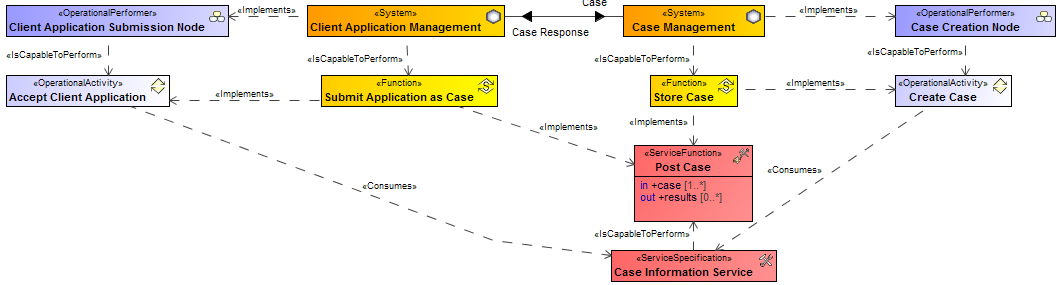 Case
«OperationalPerformer»
Client Application Submission Node
«Implements»
«System»
Client Application Management
Case Response
«System»
Case Management
«Implements»
«OperationalPerformer»
Case Creation Node
«IsCapableToPerform»
«IsCapableToPerform»
«IsCapableToPerform»
«IsCapableToPerform»
«OperationalActivity»
Accept Client Application
«Implements»
«Function»
Submit Application as Case
«Function»
Store Case
«Implements»
«OperationalActivity»
Create Case
«Implements»
«Implements»
«ServiceFunction»
Post Case
in +case [1..*]
out +results [0..*]
«Consumes»
«Consumes»
«IsCapableToPerform»
«ServiceSpecification»
Case Information Service